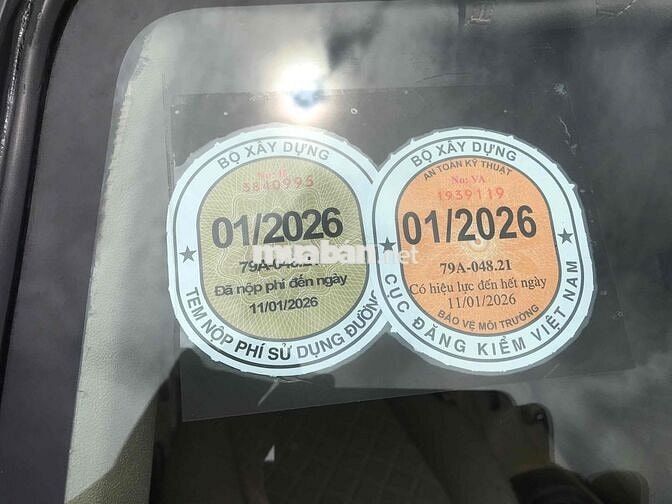 BỘ XÂY DỰNG
5840995
01/2026
79A-048.21
Đã nộp phí đến ngày
11/01/2026
TEM NỘP PHÍ SỬ DỤNG ĐƯỜNG
BỘ XÂY DỰNG
AN TOÀN KỸ THUẬT
No: VA
1939119
01/2026
79A-048.21
Có hiệu lực đến hết ngày
11/01/2026
BẢO VỆ MÔI TRƯỜNG
CỤC ĐĂNG KIỂM VIỆT NAM
muaban.net